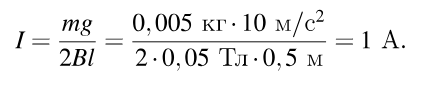 I = mg / 2Bl = 0,005 кг · 10 м/с² / 2 · 0,05 Тл · 0,5 м = 1 А.